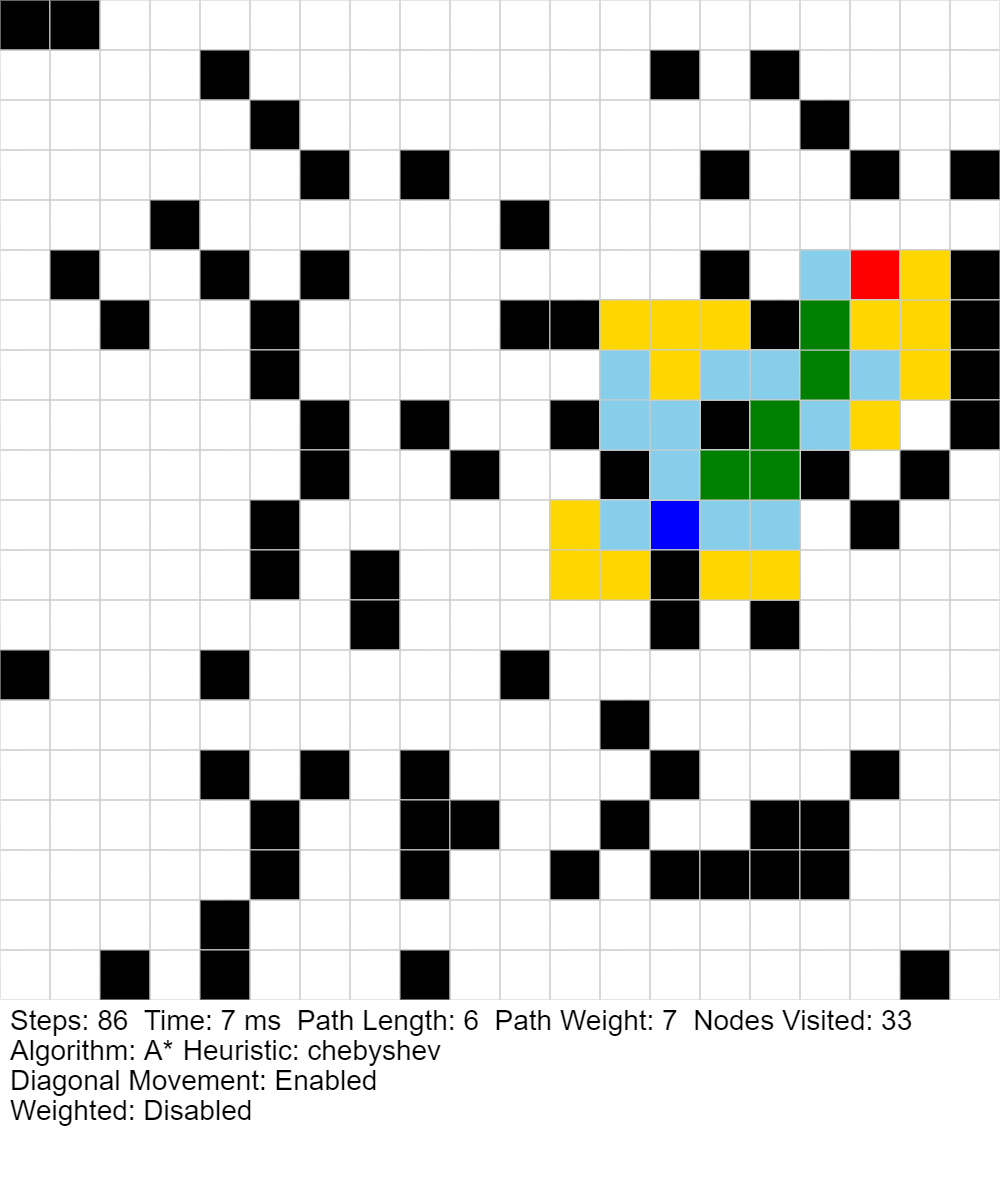 Steps: 86  Time: 7 ms  Path Length: 6  Path Weight: 7  Nodes Visited: 33
Algorithm: A* Heuristic: chebyshev
Diagonal Movement: Enabled
Weighted: Disabled